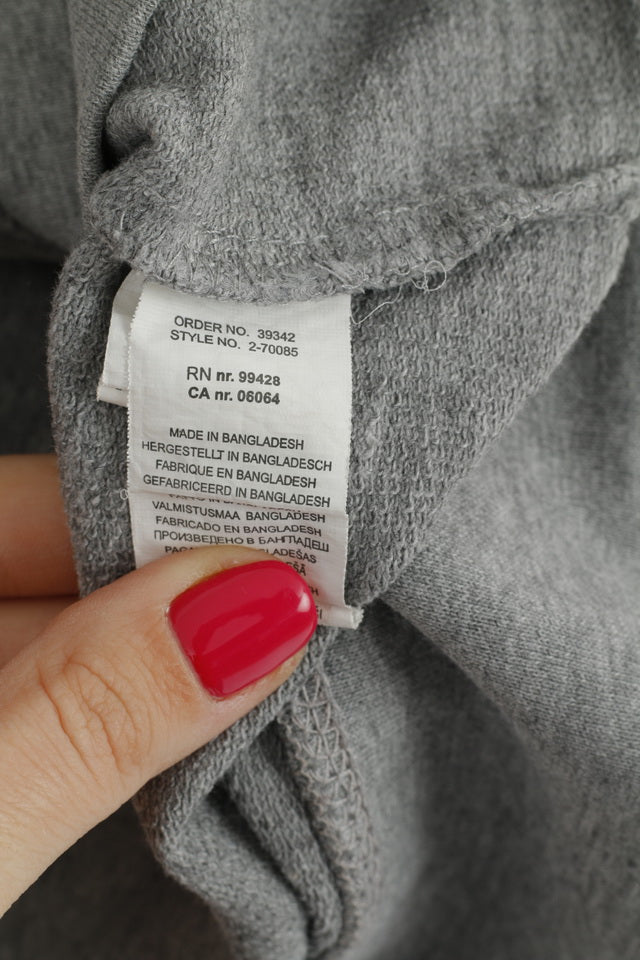 ORDER NO. 39342
STYLE NO. 2-70085
RN nr. 99428
CA nr. 06064
MADE IN BANGLADESH
HERGESTELLT IN BANGLADESCH
FABRIQUE EN BANGLADESH
GEFABRICEERD IN BANGLADESH
VALMISTUSMAA BANGLADESH
FABRICADO EN BANGLADESH
ПРОИЗВЕДЕНО В БАНГЛАДЕШ